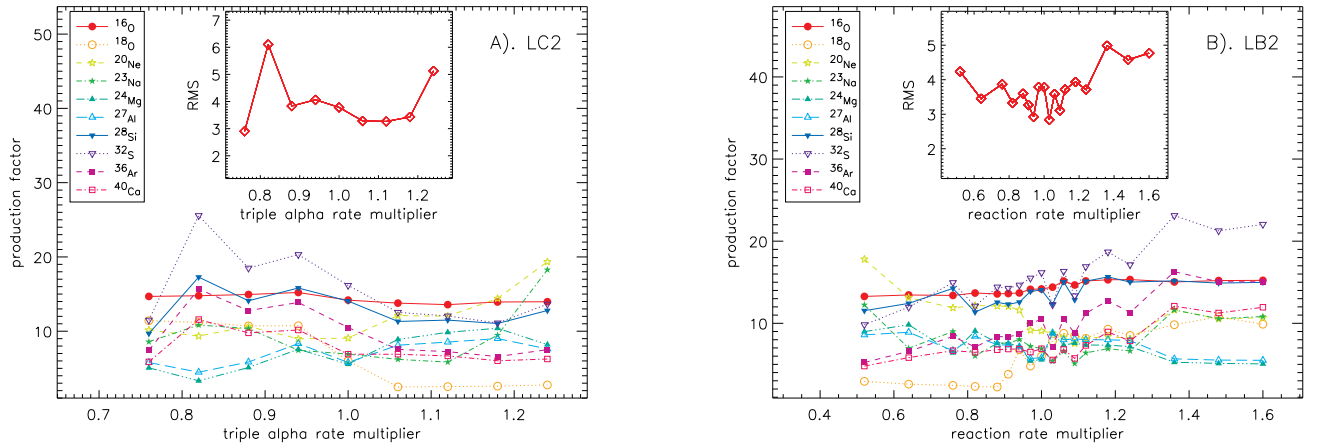 A). LC2
16O
18O
20Ne
23Na
24Mg
27Al
28Si
32S
36Ar
40Ca
50
40
30
20
10
production factor
0.7 0.8 0.9 1.0 1.1 1.2
triple alpha rate multiplier
7
6
5
4
3
2
RMS
0.8 0.9 1.0 1.1 1.2
triple alpha rate multiplier
B). LB2
16O
18O
20Ne
23Na
24Mg
27Al
28Si
32S
36Ar
40Ca
40
30
20
10
production factor
0.4 0.6 0.8 1.0 1.2 1.4 1.6
reaction rate multiplier
5
4
3
2
RMS
0.6 0.8 1.0 1.2 1.4 1.6
reaction rate multiplier